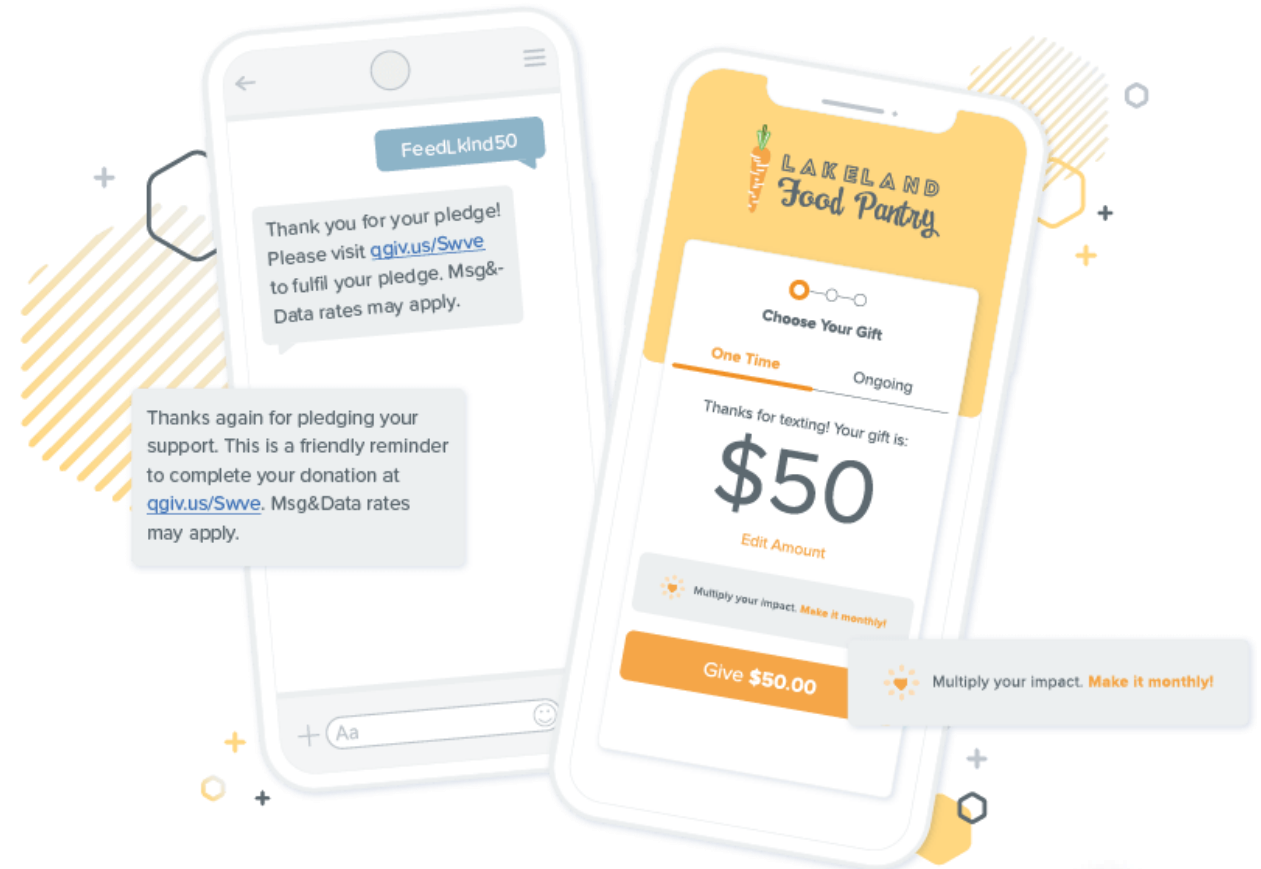 FeedLklnd50
Thank you for your pledge!
Please visit qgiv.us/Swve
to fulfil your pledge. Msg&-
Data rates may apply.
Thanks again for pledging your
support. This is a friendly reminder
to complete your donation at
qgiv.us/Swve. Msg&Data rates
may apply.
Aa
LAKELAND
Food Pantry
Choose Your Gift
One Time
Ongoing
Thanks for texting! Your gift is:
$50
Edit Amount
Multiply your impact. Make it monthly!
Give $50.00
Multiply your impact. Make it monthly!